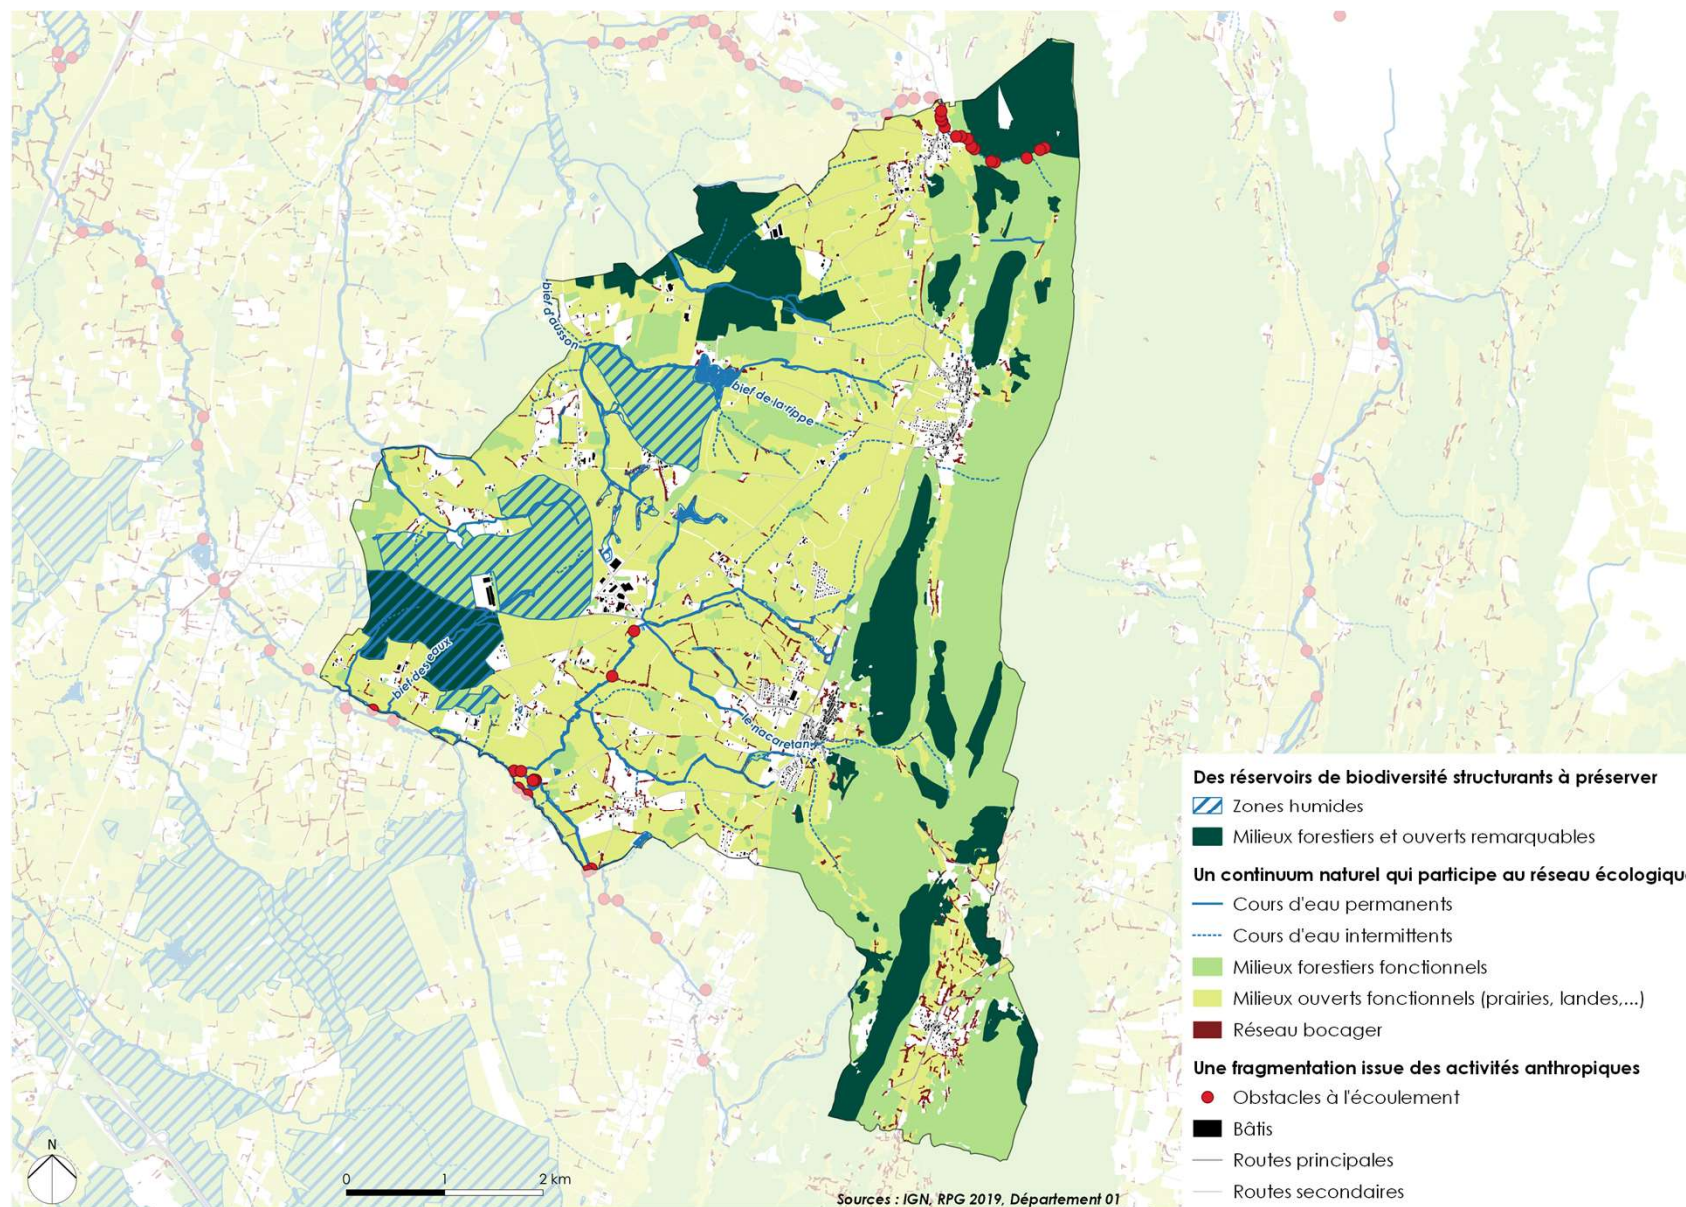 bief d'ausson
bief de la rippe
bief des eaux
le nacaretan
Des réservoirs de biodiversité structurants à préserver
Zones humides
Milieux forestiers et ouverts remarquables
Un continuum naturel qui participe au réseau écologique
Cours d'eau permanents
Cours d'eau intermittents
Milieux forestiers fonctionnels
Milieux ouverts fonctionnels (prairies, landes,...)
Réseau bocager
Une fragmentation issue des activités anthropiques
Obstacles à l'écoulement
Bâtis
Routes principales
Routes secondaires
N
0 1 2 km
Sources : IGN, RPG 2019, Département 01